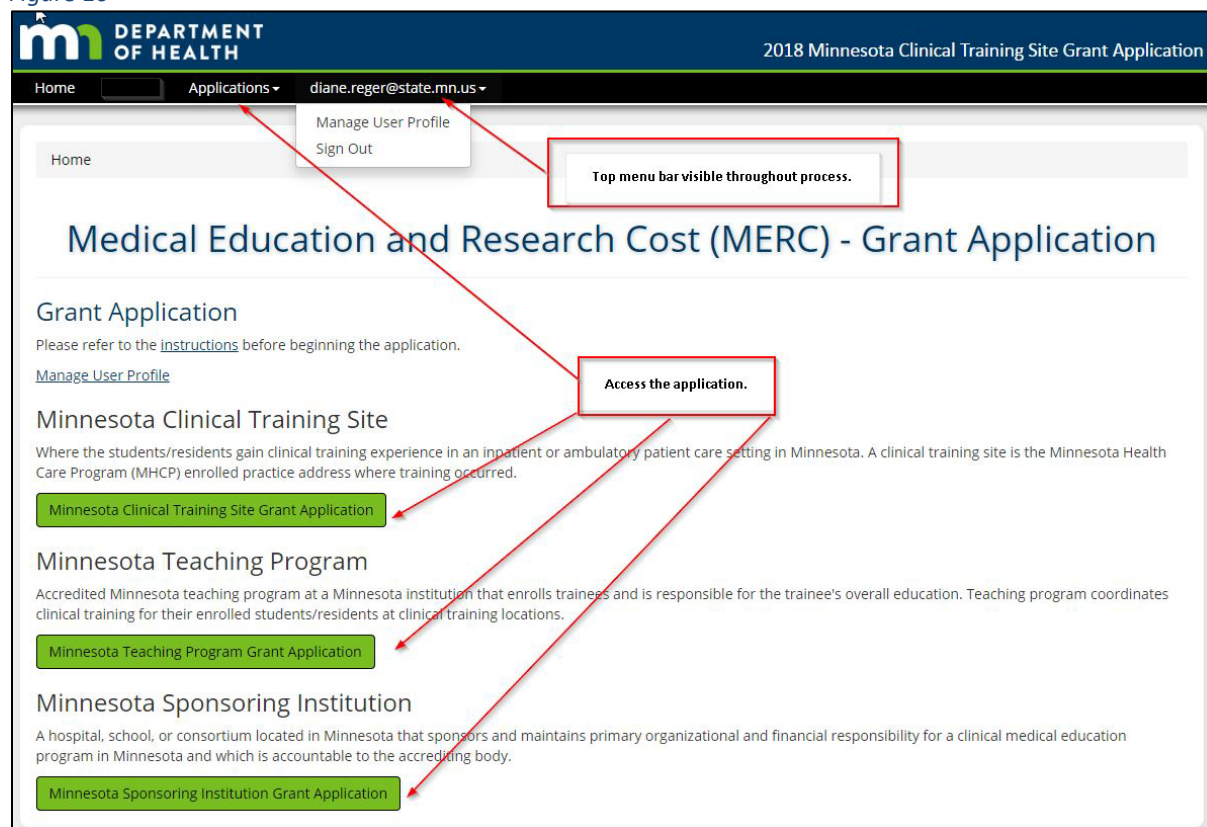 DEPARTMENT
OF HEALTH
2018 Minnesota Clinical Training Site Grant Application
Home Applications diane.reger@state.mn.us
Manage User Profile
Sign Out
Home
Top menu bar visible throughout process.
Medical Education and Research Cost (MERC) - Grant Application
Grant Application
Please refer to the instructions before beginning the application.
Manage User Profile
Access the application.
Minnesota Clinical Training Site
Where the students/residents gain clinical training experience in an inpatient or ambulatory patient care setting in Minnesota. A clinical training site is the Minnesota Health
Care Program (MHCP) enrolled practice address where training occurred.
Minnesota Clinical Training Site Grant Application
Minnesota Teaching Program
Accredited Minnesota teaching program at a Minnesota institution that enrolls trainees and is responsible for the trainee's overall education. Teaching program coordinates
clinical training for their enrolled students/residents at clinical training locations.
Minnesota Teaching Program Grant Application
Minnesota Sponsoring Institution
A hospital, school, or consortium located in Minnesota that sponsors and maintains primary organizational and financial responsibility for a clinical medical education
program in Minnesota and which is accountable to the accrediting body.
Minnesota Sponsoring Institution Grant Application